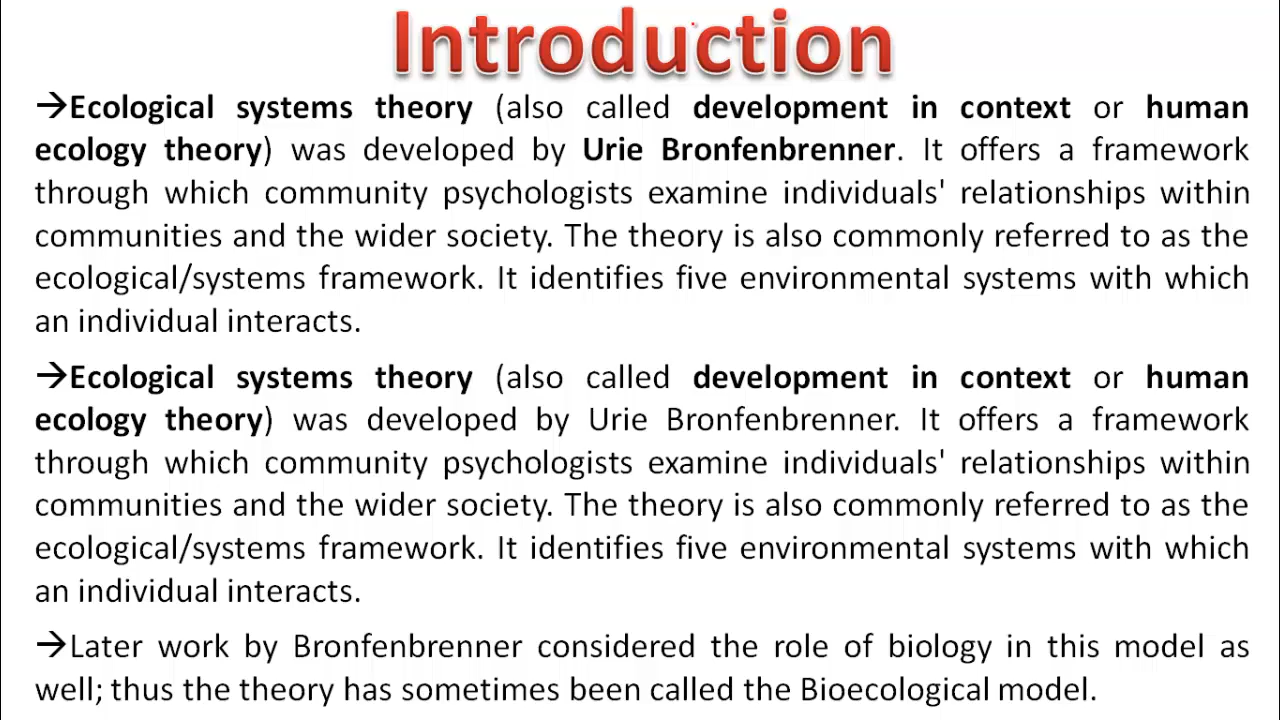 Introduction
→Ecological systems theory (also called development in context or human
ecology theory) was developed by Urie Bronfenbrenner. It offers a framework
through which community psychologists examine individuals' relationships within
communities and the wider society. The theory is also commonly referred to as the
ecological/systems framework. It identifies five environmental systems with which
an individual interacts.
→Ecological systems theory (also called development in context or human
ecology theory) was developed by Urie Bronfenbrenner. It offers a framework
through which community psychologists examine individuals' relationships within
communities and the wider society. The theory is also commonly referred to as the
ecological/systems framework. It identifies five environmental systems with which
an individual interacts.
→Later work by Bronfenbrenner considered the role of biology in this model as
well; thus the theory has sometimes been called the Bioecological model.